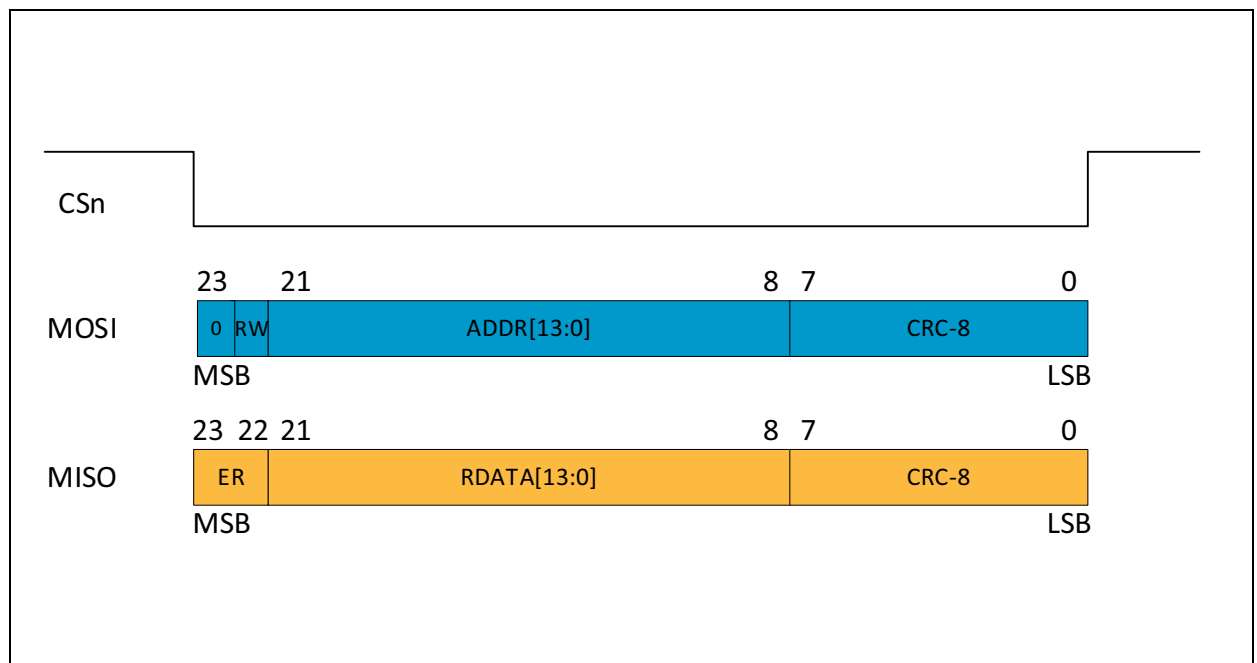 CSn
23 21 8 7 0
MOSI 0 RW ADDR[13:0] CRC-8
MSB LSB
23 22 21 8 7 0
MISO ER RDATA[13:0] CRC-8
MSB LSB